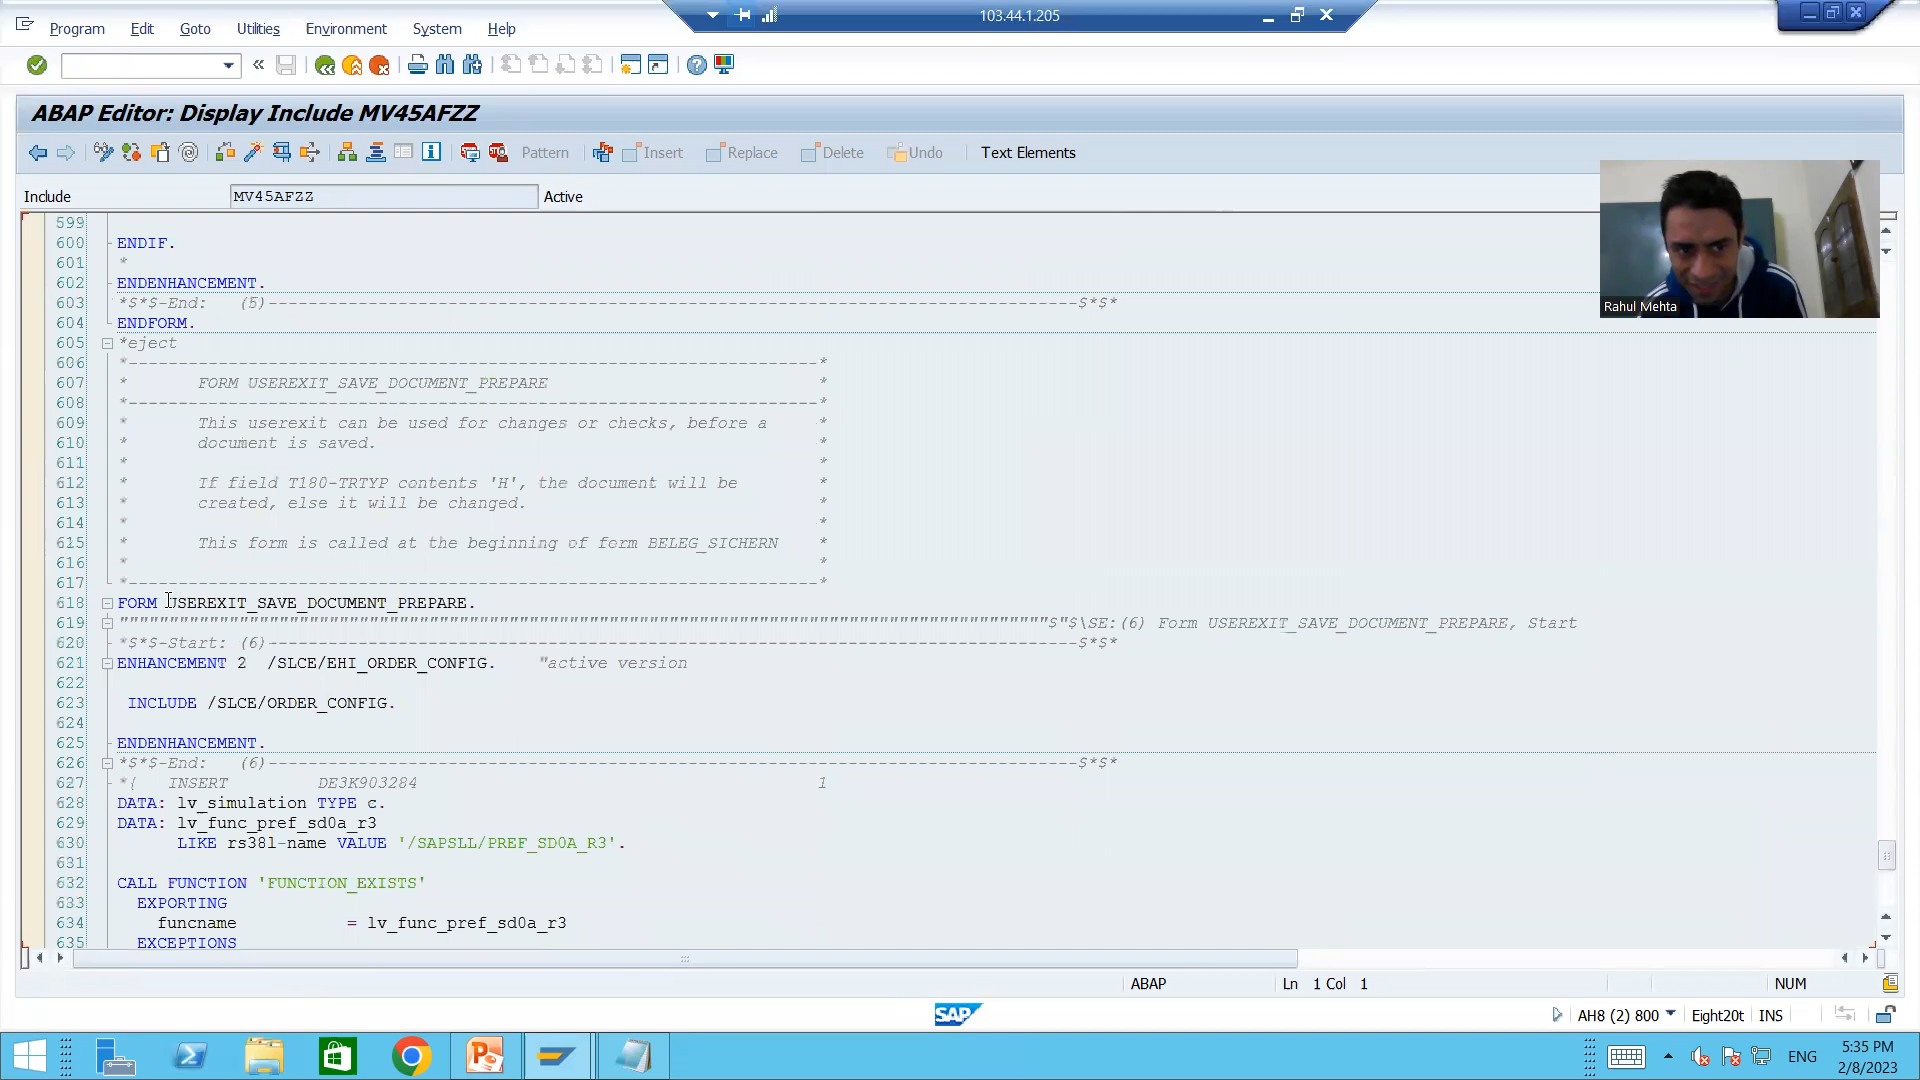 103.44.1.205
Program Edit Goto Utilities Environment System Help
ABAP Editor: Display Include MV45AFZZ
Pattern Insert Replace Delete Undo Text Elements
Include MV45AFZZ Active
Rahul Mehta
599
600 ENDIF.
601 *
602 ENDENHANCEMENT.
603 *$*$-End: (5)---------------------------------------------------------------------------------$*$*
604 ENDFORM.
605 *eject
606 *---------------------------------------------------------------------*
607 * FORM USEREXIT_SAVE_DOCUMENT_PREPARE *
608 *---------------------------------------------------------------------*
609 * This userexit can be used for changes or checks, before a *
610 * document is saved. *
611 * *
612 * If field T180-TRTYP contents 'H', the document will be *
613 * created, else it will be changed. *
614 * *
615 * This form is called at the beginning of form BELEG_SICHERN *
616 * *
617 *---------------------------------------------------------------------*
618 FORM USEREXIT_SAVE_DOCUMENT_PREPARE.
619 """""""""""""""""""""""""""""""""""""""""""""""""""""""""""""""""""""""""""""""""""""""""""""$"$\SE:(6) Form USEREXIT_SAVE_DOCUMENT_PREPARE, Start
620 *$*$-Start: (6)-------------------------------------------------------------------------------$*$*
621 ENHANCEMENT 2 /SLCE/EHI_ORDER_CONFIG. "active version
622
623 INCLUDE /SLCE/ORDER_CONFIG.
624
625 ENDENHANCEMENT.
626 *$*$-End: (6)---------------------------------------------------------------------------------$*$*
627 *{ INSERT DE3K903284 1
628 DATA: lv_simulation TYPE c.
629 DATA: lv_func_pref_sd0a_r3
630 LIKE rs38l-name VALUE '/SAPSLL/PREF_SD0A_R3'.
631
632 CALL FUNCTION 'FUNCTION_EXISTS'
633 EXPORTING
634 funcname = lv_func_pref_sd0a_r3
635 EXCEPTIONS
ABAP Ln 1 Col 1 NUM
SAP AH8 (2) 800 Eight20t INS
ENG
5:35 PM
2/8/2023